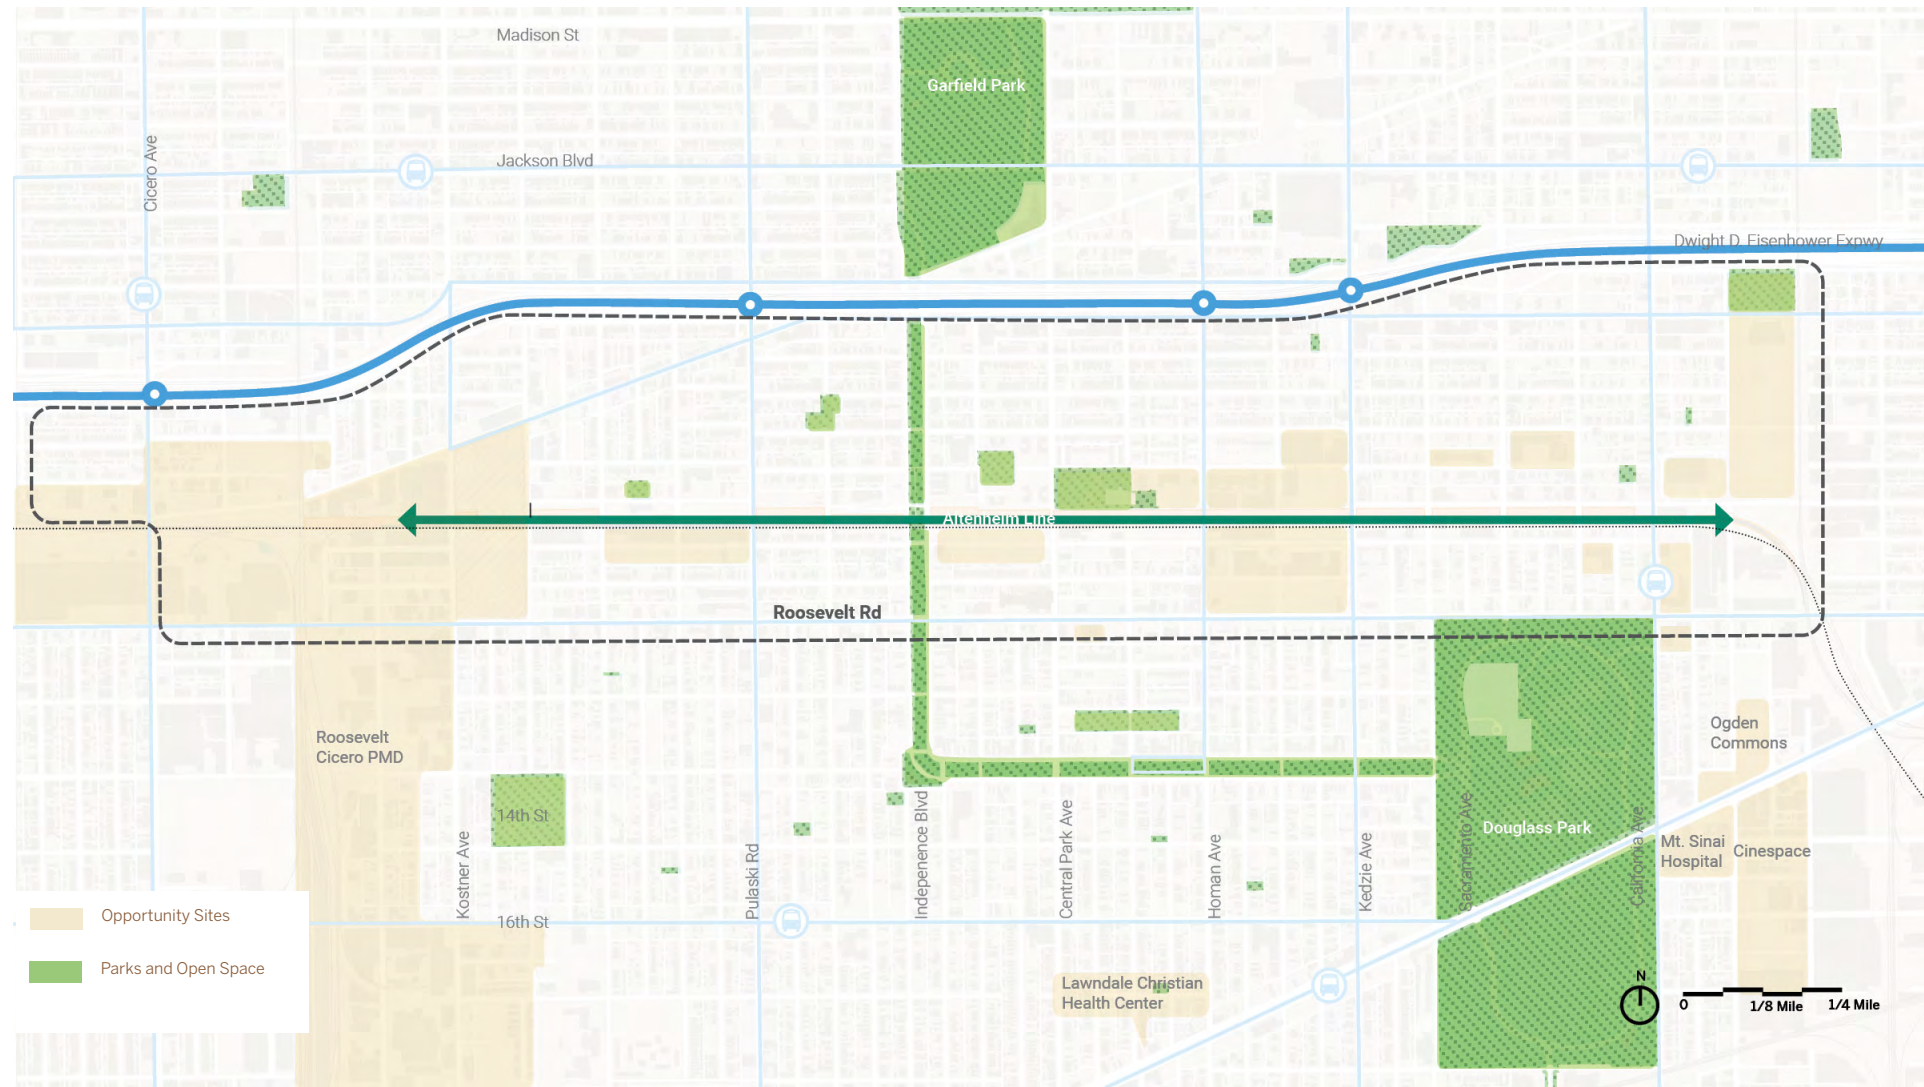 Madison St
Garfield Park
Cicero Ave
Jackson Blvd
Dwight D. Eisenhower Expwy
Altenheim Line
Roosevelt Rd
Roosevelt
Cicero PMD
Ogden
Commons
14th St
Kostner Ave
Pulaski Rd
Indepenence Blvd
Central Park Ave
Homan Ave
Kedzie Ave
Sacramento Ave
Douglass Park
California Ave
Mt. Sinai
Hospital
Cinespace
16th St
Opportunity Sites
Parks and Open Space
Lawndale Christian
Health Center
N
0
1/8 Mile
1/4 Mile